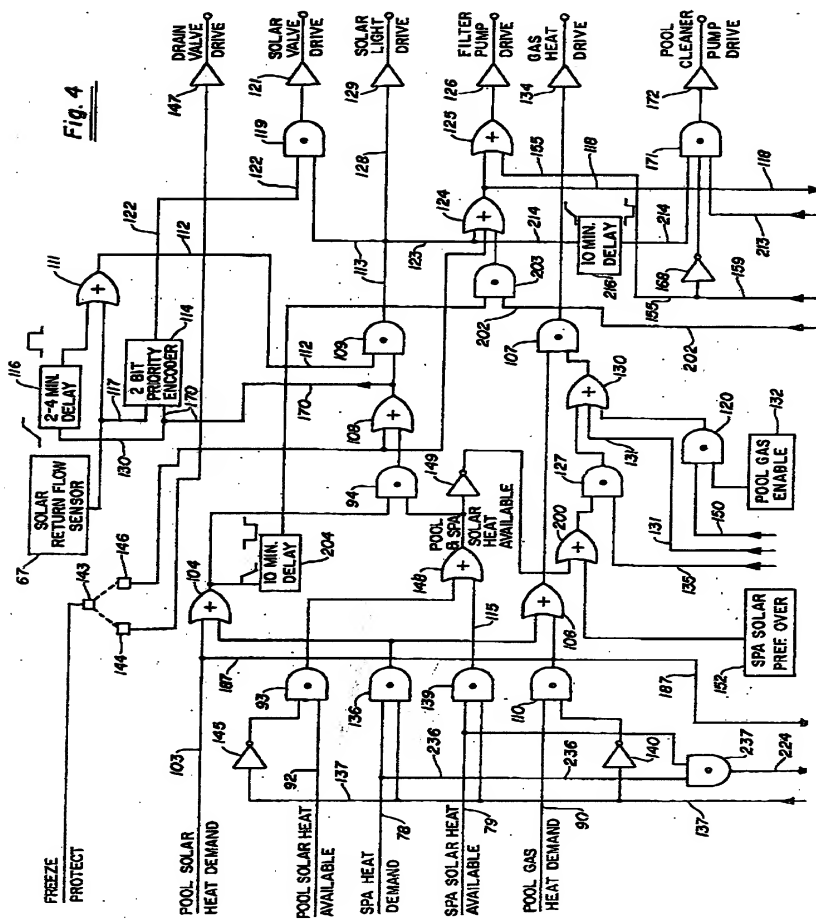 Fig. 4
DRAIN VALVE
DRIVE
147
SOLAR
VALVE
DRIVE
121
119
122
122
SOLAR
LIGHT
DRIVE
129
128
FILTER
PUMP
DRIVE
126
125
155
GAS
HEAT
DRIVE
134
POOL
CLEANER
PUMP DRIVE
172
171
118
118
213
111
112
112
116
2-4 MIN.
DELAY
117
130
2 BIT
PRIORITY
ENCODER
114
170
170
SOLAR
RETURN FLOW
SENSOR
67
143
144
146
FREEZE
PROTECT
113
123
124
214
214
10 MIN.
DELAY
216
168
155
159
203
202
202
109
108
107
94
149
POOL
& SPA
SOLAR
HEAT
AVAILABLE
148
104
10 MIN.
DELAY
204
106
115
130
131
131
127
200
135
120
150
POOL GAS
ENABLE
132
SPA SOLAR
PREF. OVER
152
POOL SOLAR
HEAT DEMAND
103
187
187
POOL SOLAR HEAT
AVAILABLE
92
93
145
137
137
SPA HEAT
DEMAND
78
136
236
236
SPA SOLAR HEAT
AVAILABLE
79
139
POOL GAS
HEAT DEMAND
90
110
140
237
224